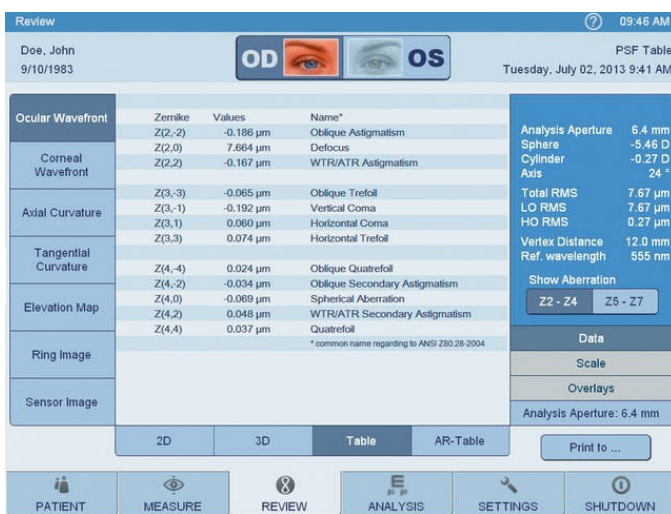 Review
09:46 AM
Doe, John
9/10/1983
OD
OS
PSF Table
Tuesday, July 02, 2013 9:41 AM
Ocular Wavefront
Corneal
Wavefront
Axial Curvature
Tangential
Curvature
Elevation Map
Ring Image
Sensor Image
Zernike Values Name*
Z(2,-2) -0.186 µm Oblique Astigmatism
Z(2,0) 7.664 µm Defocus
Z(2,2) -0.167 µm WTR/ATR Astigmatism
Z(3,-3) -0.065 µm Oblique Trefoil
Z(3,-1) -0.192 µm Vertical Coma
Z(3,1) 0.060 µm Horizontal Coma
Z(3,3) 0.074 µm Horizontal Trefoil
Z(4,-4) 0.024 µm Oblique Quatrefoil
Z(4,-2) -0.034 µm Oblique Secondary Astigmatism
Z(4,0) -0.069 µm Spherical Aberration
Z(4,2) 0.048 µm WTR/ATR Secondary Astigmatism
Z(4,4) 0.037 µm Quatrefoil
* common name regarding to ANSI Z80.28-2004
Analysis Aperture 6.4 mm
Sphere -5.46 D
Cylinder -0.27 D
Axis 24 °
Total RMS 7.67 µm
LO RMS 7.67 µm
HO RMS 0.27 µm
Vertex Distance 12.0 mm
Ref. wavelength 555 nm
Show Aberration
Z2 - Z4 Z5 - Z7
Data
Scale
Overlays
Analysis Aperture: 6.4 mm
2D 3D Table AR-Table
Print to ...
PATIENT MEASURE REVIEW ANALYSIS SETTINGS SHUTDOWN